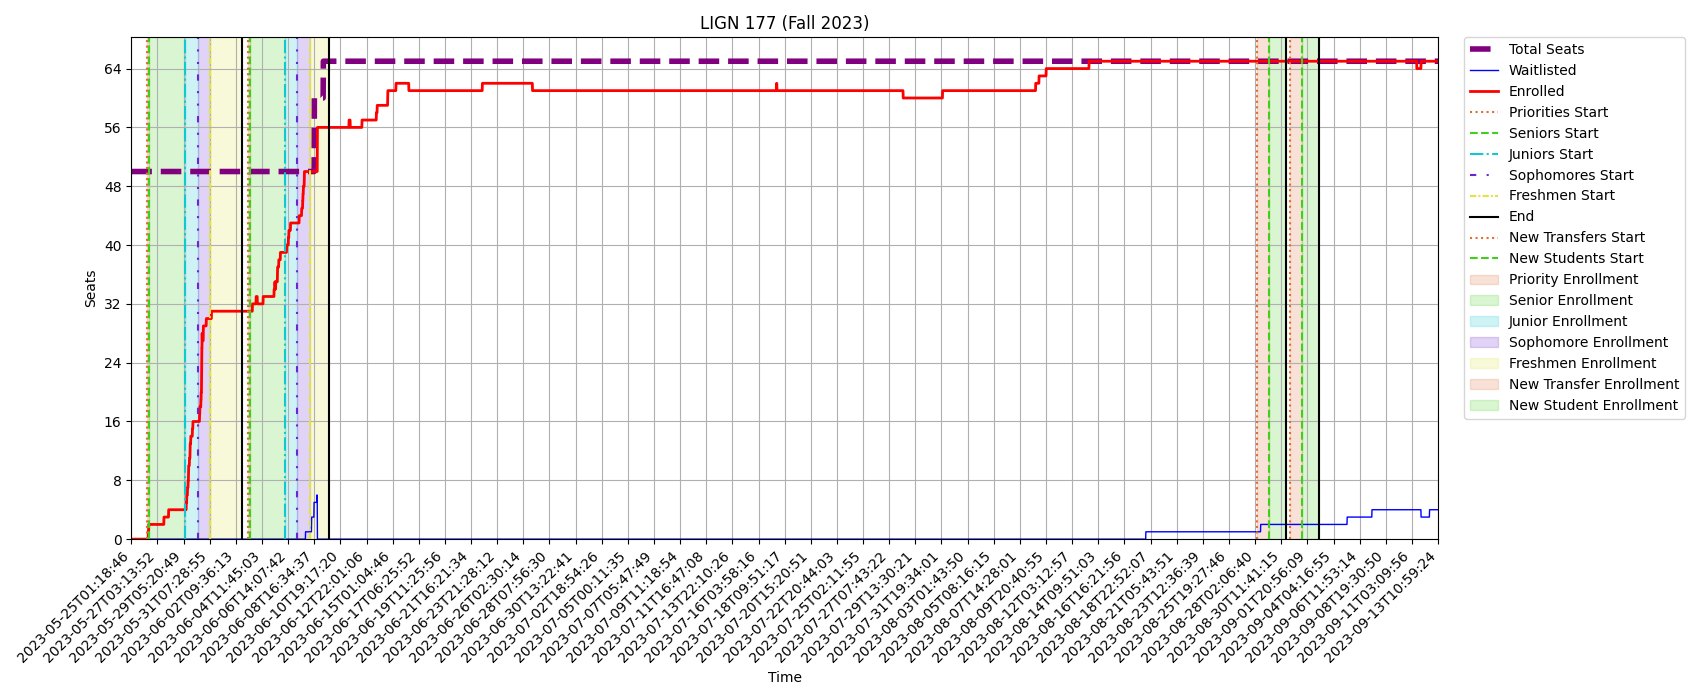 LIGN 177 (Fall 2023)
Seats
64
56
48
40
32
24
16
8
0
2023-05-25T01:18:46
2023-05-27T03:13:52
2023-05-29T05:20:49
2023-05-31T07:28:55
2023-06-02T09:36:13
2023-06-04T11:45:03
2023-06-06T14:07:42
2023-06-08T16:34:37
2023-06-10T19:17:20
2023-06-12T22:01:06
2023-06-15T01:04:46
2023-06-17T06:25:52
2023-06-19T11:25:56
2023-06-21T16:21:34
2023-06-23T21:28:12
2023-06-26T02:30:14
2023-06-28T07:56:30
2023-06-30T13:22:41
2023-07-02T18:54:26
2023-07-05T00:11:35
2023-07-07T05:47:49
2023-07-09T11:18:54
2023-07-11T16:47:08
2023-07-13T22:10:26
2023-07-16T03:58:16
2023-07-18T09:51:17
2023-07-20T15:20:51
2023-07-22T20:44:03
2023-07-25T02:11:55
2023-07-27T07:43:22
2023-07-29T13:30:21
2023-07-31T19:34:01
2023-08-03T01:43:50
2023-08-05T08:16:15
2023-08-07T14:28:01
2023-08-09T20:40:55
2023-08-12T03:12:57
2023-08-14T09:51:03
2023-08-16T16:21:56
2023-08-18T22:52:07
2023-08-21T05:43:51
2023-08-23T12:36:39
2023-08-25T19:27:46
2023-08-28T02:06:40
2023-08-30T11:41:15
2023-09-01T20:56:09
2023-09-04T04:16:55
2023-09-06T11:53:14
2023-09-08T19:30:50
2023-09-11T03:09:56
2023-09-13T10:59:24
Time
Total Seats
Waitlisted
Enrolled
Priorities Start
Seniors Start
Juniors Start
Sophomores Start
Freshmen Start
End
New Transfers Start
New Students Start
Priority Enrollment
Senior Enrollment
Junior Enrollment
Sophomore Enrollment
Freshmen Enrollment
New Transfer Enrollment
New Student Enrollment